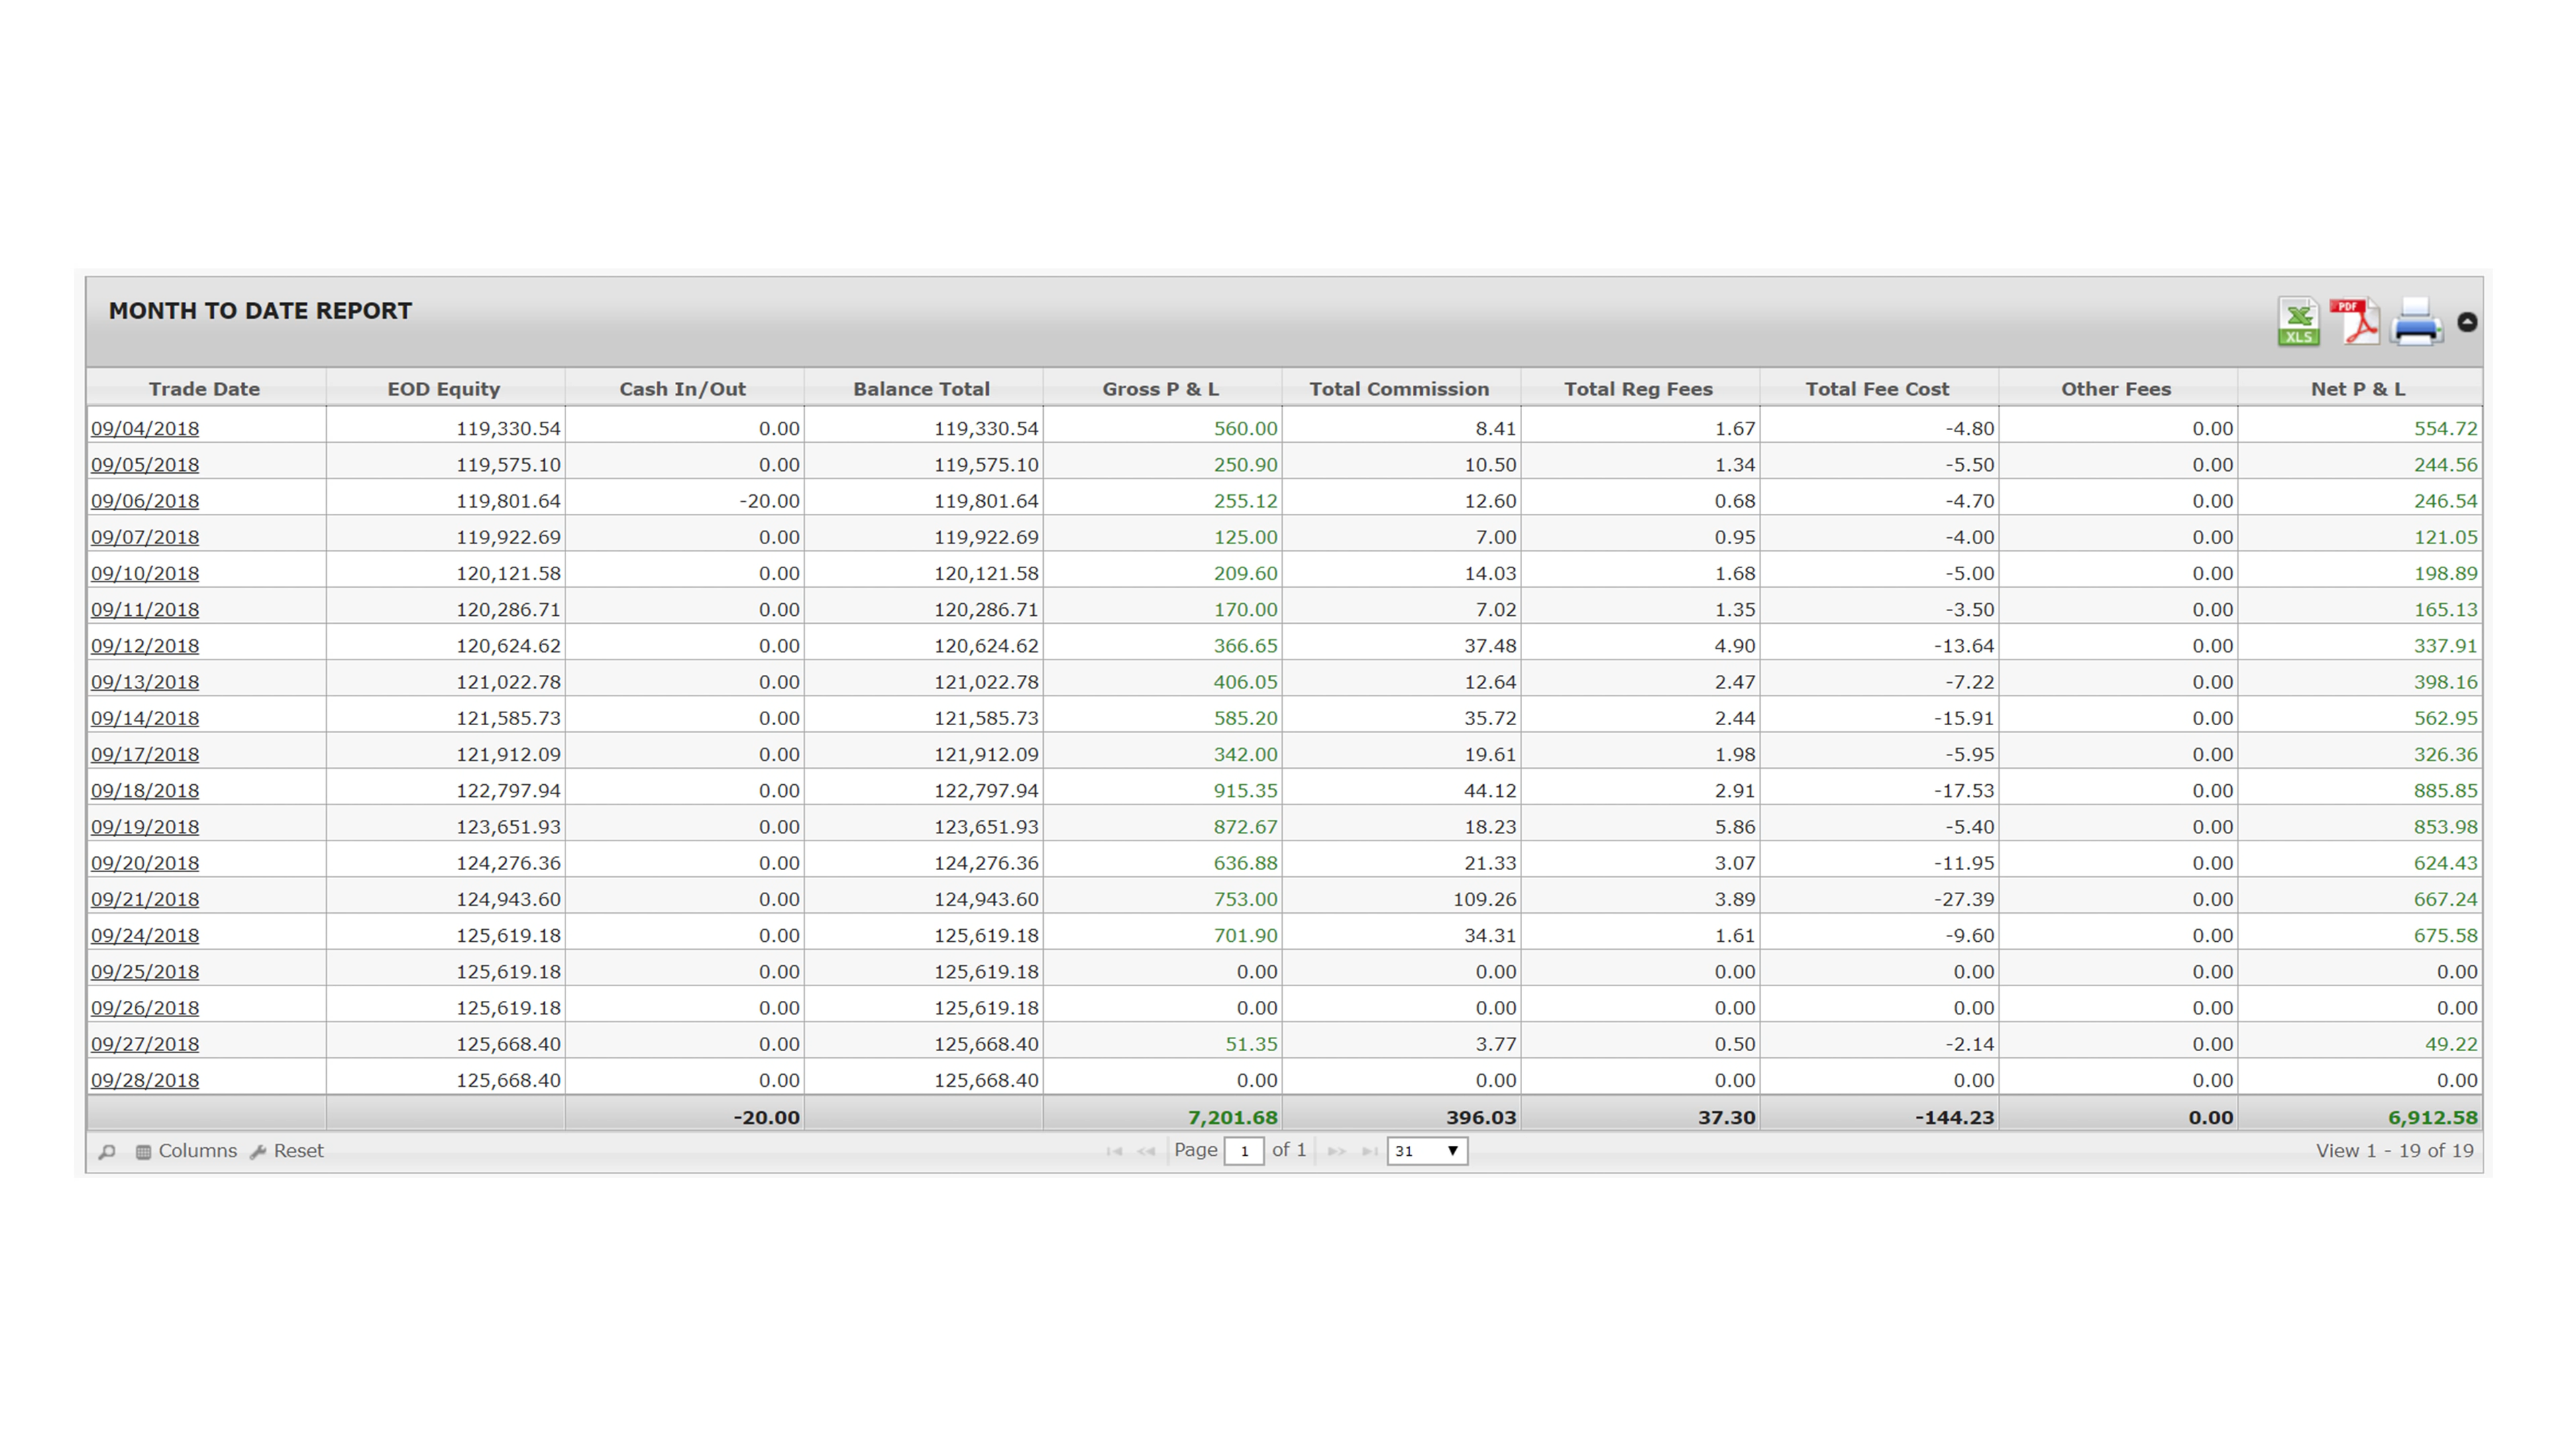 MONTH TO DATE REPORT
XLS PDF
Trade Date EOD Equity Cash In/Out Balance Total Gross P & L Total Commission Total Reg Fees Total Fee Cost Other Fees Net P & L
09/04/2018 119,330.54 0.00 119,330.54 560.00 8.41 1.67 -4.80 0.00 554.72
09/05/2018 119,575.10 0.00 119,575.10 250.90 10.50 1.34 -5.50 0.00 244.56
09/06/2018 119,801.64 -20.00 119,801.64 255.12 12.60 0.68 -4.70 0.00 246.54
09/07/2018 119,922.69 0.00 119,922.69 125.00 7.00 0.95 -4.00 0.00 121.05
09/10/2018 120,121.58 0.00 120,121.58 209.60 14.03 1.68 -5.00 0.00 198.89
09/11/2018 120,286.71 0.00 120,286.71 170.00 7.02 1.35 -3.50 0.00 165.13
09/12/2018 120,624.62 0.00 120,624.62 366.65 37.48 4.90 -13.64 0.00 337.91
09/13/2018 121,022.78 0.00 121,022.78 406.05 12.64 2.47 -7.22 0.00 398.16
09/14/2018 121,585.73 0.00 121,585.73 585.20 35.72 2.44 -15.91 0.00 562.95
09/17/2018 121,912.09 0.00 121,912.09 342.00 19.61 1.98 -5.95 0.00 326.36
09/18/2018 122,797.94 0.00 122,797.94 915.35 44.12 2.91 -17.53 0.00 885.85
09/19/2018 123,651.93 0.00 123,651.93 872.67 18.23 5.86 -5.40 0.00 853.98
09/20/2018 124,276.36 0.00 124,276.36 636.88 21.33 3.07 -11.95 0.00 624.43
09/21/2018 124,943.60 0.00 124,943.60 753.00 109.26 3.89 -27.39 0.00 667.24
09/24/2018 125,619.18 0.00 125,619.18 701.90 34.31 1.61 -9.60 0.00 675.58
09/25/2018 125,619.18 0.00 125,619.18 0.00 0.00 0.00 0.00 0.00 0.00
09/26/2018 125,619.18 0.00 125,619.18 0.00 0.00 0.00 0.00 0.00 0.00
09/27/2018 125,668.40 0.00 125,668.40 51.35 3.77 0.50 -2.14 0.00 49.22
09/28/2018 125,668.40 0.00 125,668.40 0.00 0.00 0.00 0.00 0.00 0.00
-20.00 7,201.68 396.03 37.30 -144.23 0.00 6,912.58
Columns Reset Page 1 of 1 31 View 1 - 19 of 19